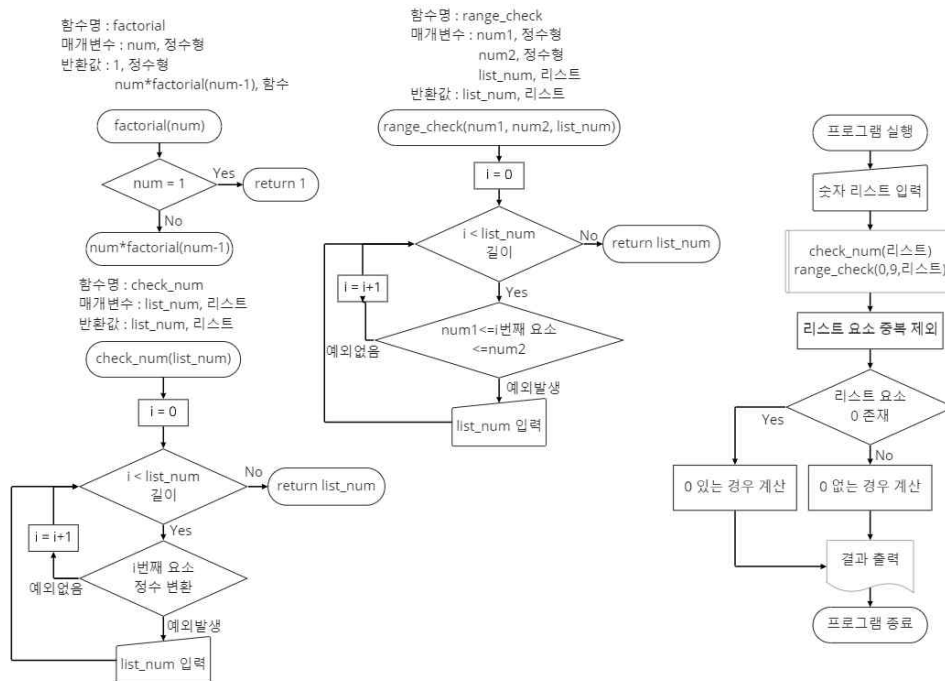 함수명 : factorial
매개변수 : num, 정수형
반환값 : 1, 정수형
num*factorial(num-1), 함수
factorial(num)
num = 1
Yes
return 1
No
num*factorial(num-1)
함수명 : check_num
매개변수 : list_num, 리스트
반환값 : list_num, 리스트
check_num(list_num)
i = 0
i < list_num
길이
No
return list_num
Yes
i = i+1
i번째 요소
정수 변환
예외없음
예외발생
list_num 입력
함수명 : range_check
매개변수 : num1, 정수형
num2, 정수형
list_num, 리스트
반환값 : list_num, 리스트
range_check(num1, num2, list_num)
i = 0
i < list_num
길이
No
return list_num
Yes
i = i+1
num1<=i번째 요소
<=num2
예외없음
예외발생
list_num 입력
프로그램 실행
숫자 리스트 입력
check_num(리스트)
range_check(0,9,리스트)
리스트 요소 중복 제외
리스트 요소
0 존재
Yes
No
0 있는 경우 계산
0 없는 경우 계산
결과 출력
프로그램 종료